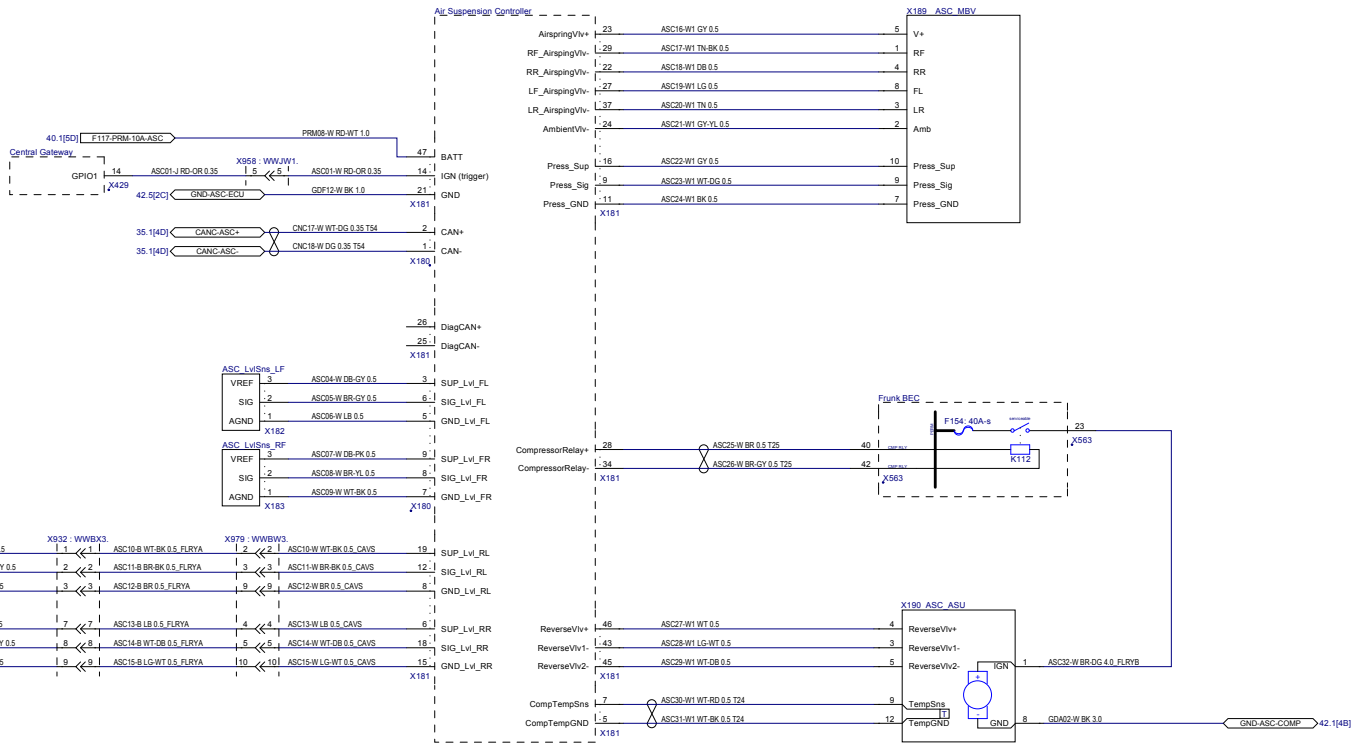 Air Suspension Controller
X189 ASC_MBV
AirspringVlv+ 23 ASC16-W1 GY 0.5 5 V+
RF_AirspingVlv- 29 ASC17-W1 TN-BK 0.5 1 RF
RR_AirspingVlv- 22 ASC18-W1 DB 0.5 4 RR
LF_AirspingVlv- 27 ASC19-W1 LG 0.5 8 FL
LR_AirspingVlv- 37 ASC20-W1 TN 0.5 3 LR
AmbientVlv- 24 ASC21-W1 GY-YL 0.5 2 Amb
40.1[5D] F117-PRM-10A-ASC PRM08-W RD-WT 1.0
Central Gateway
47 BATT
X958 : WWJW1.
Press_Sup 16 ASC22-W1 GY 0.5 10 Press_Sup
GPIO1 14 ASC01-J RD-OR 0.35 5 5 ASC01-W RD-OR 0.35 14 IGN (trigger)
X429
Press_Sig 9 ASC23-W1 WT-DG 0.5 9 Press_Sig
42.5[2C] GND-ASC-ECU GDF12-W BK 1.0 21 GND
X181
Press_GND 11 ASC24-W1 BK 0.5 7 Press_GND
X181
35.1[4D] CANC-ASC+ CNC17-W WT-DG 0.35 T54 2 CAN+
35.1[4D] CANC-ASC- CNC18-W DG 0.35 T54 1 CAN-
X180
26 DiagCAN+
25 DiagCAN-
X181
ASC_LvlSns_LF
VREF 3 ASC04-W DB-GY 0.5 3 SUP_Lvl_FL
SIG 2 ASC05-W BR-GY 0.5 6 SIG_Lvl_FL
AGND 1 ASC06-W LB 0.5 5 GND_Lvl_FL
X182
Frunk BEC
F154: 40A-s
23
X563
ASC_LvlSns_RF
VREF 3 ASC07-W DB-PK 0.5 9 SUP_Lvl_FR
SIG 2 ASC08-W BR-YL 0.5 8 SIG_Lvl_FR
AGND 1 ASC09-W WT-BK 0.5 7 GND_Lvl_FR
X183
X180
CompressorRelay+ 28 ASC25-W BR 0.5 T25 40
K112
CompressorRelay- 34 ASC26-W BR-GY 0.5 T25 42
X181
X563
X932 : WWBX3.
X979 : WWBW3.
.5 1 1 ASC10-B WT-BK 0.5_FLRYA 2 2 ASC10-W WT-BK 0.5_CAVS 19 SUP_Lvl_RL
Y 0.5 2 2 ASC11-B BR-BK 0.5_FLRYA 3 3 ASC11-W BR-BK 0.5_CAVS 12 SIG_Lvl_RL
5 3 3 ASC12-B BR 0.5_FLRYA 9 9 ASC12-W BR 0.5_CAVS 8 GND_Lvl_RL
5 7 7 ASC13-B LB 0.5_FLRYA 4 4 ASC13-W LB 0.5_CAVS 6 SUP_Lvl_RR
Y 0.5 8 8 ASC14-B WT-DB 0.5_FLRYA 5 5 ASC14-W WT-DB 0.5_CAVS 18 SIG_Lvl_RR
5 9 9 ASC15-B LG-WT 0.5_FLRYA 10 10 ASC15-W LG-WT 0.5_CAVS 15 GND_Lvl_RR
X181
X190 ASC_ASU
ReverseVlv+ 46 ASC27-W1 WT 0.5 4 ReverseVlv+
ReverseVlv1- 43 ASC28-W1 LG-WT 0.5 3 ReverseVlv1-
ReverseVlv2- 45 ASC29-W1 WT-DB 0.5 5 ReverseVlv2-
X181
IGN 1 ASC32-W BR-DG 4.0_FLRYB
+
-
CompTempSns 7 ASC30-W1 WT-RD 0.5 T24 9 TempSns
T
CompTempGND 5 ASC31-W1 WT-BK 0.5 T24 12 TempGND
X181
GND 8 GDA02-W BK 3.0 GND-ASC-COMP 42.1[4B]